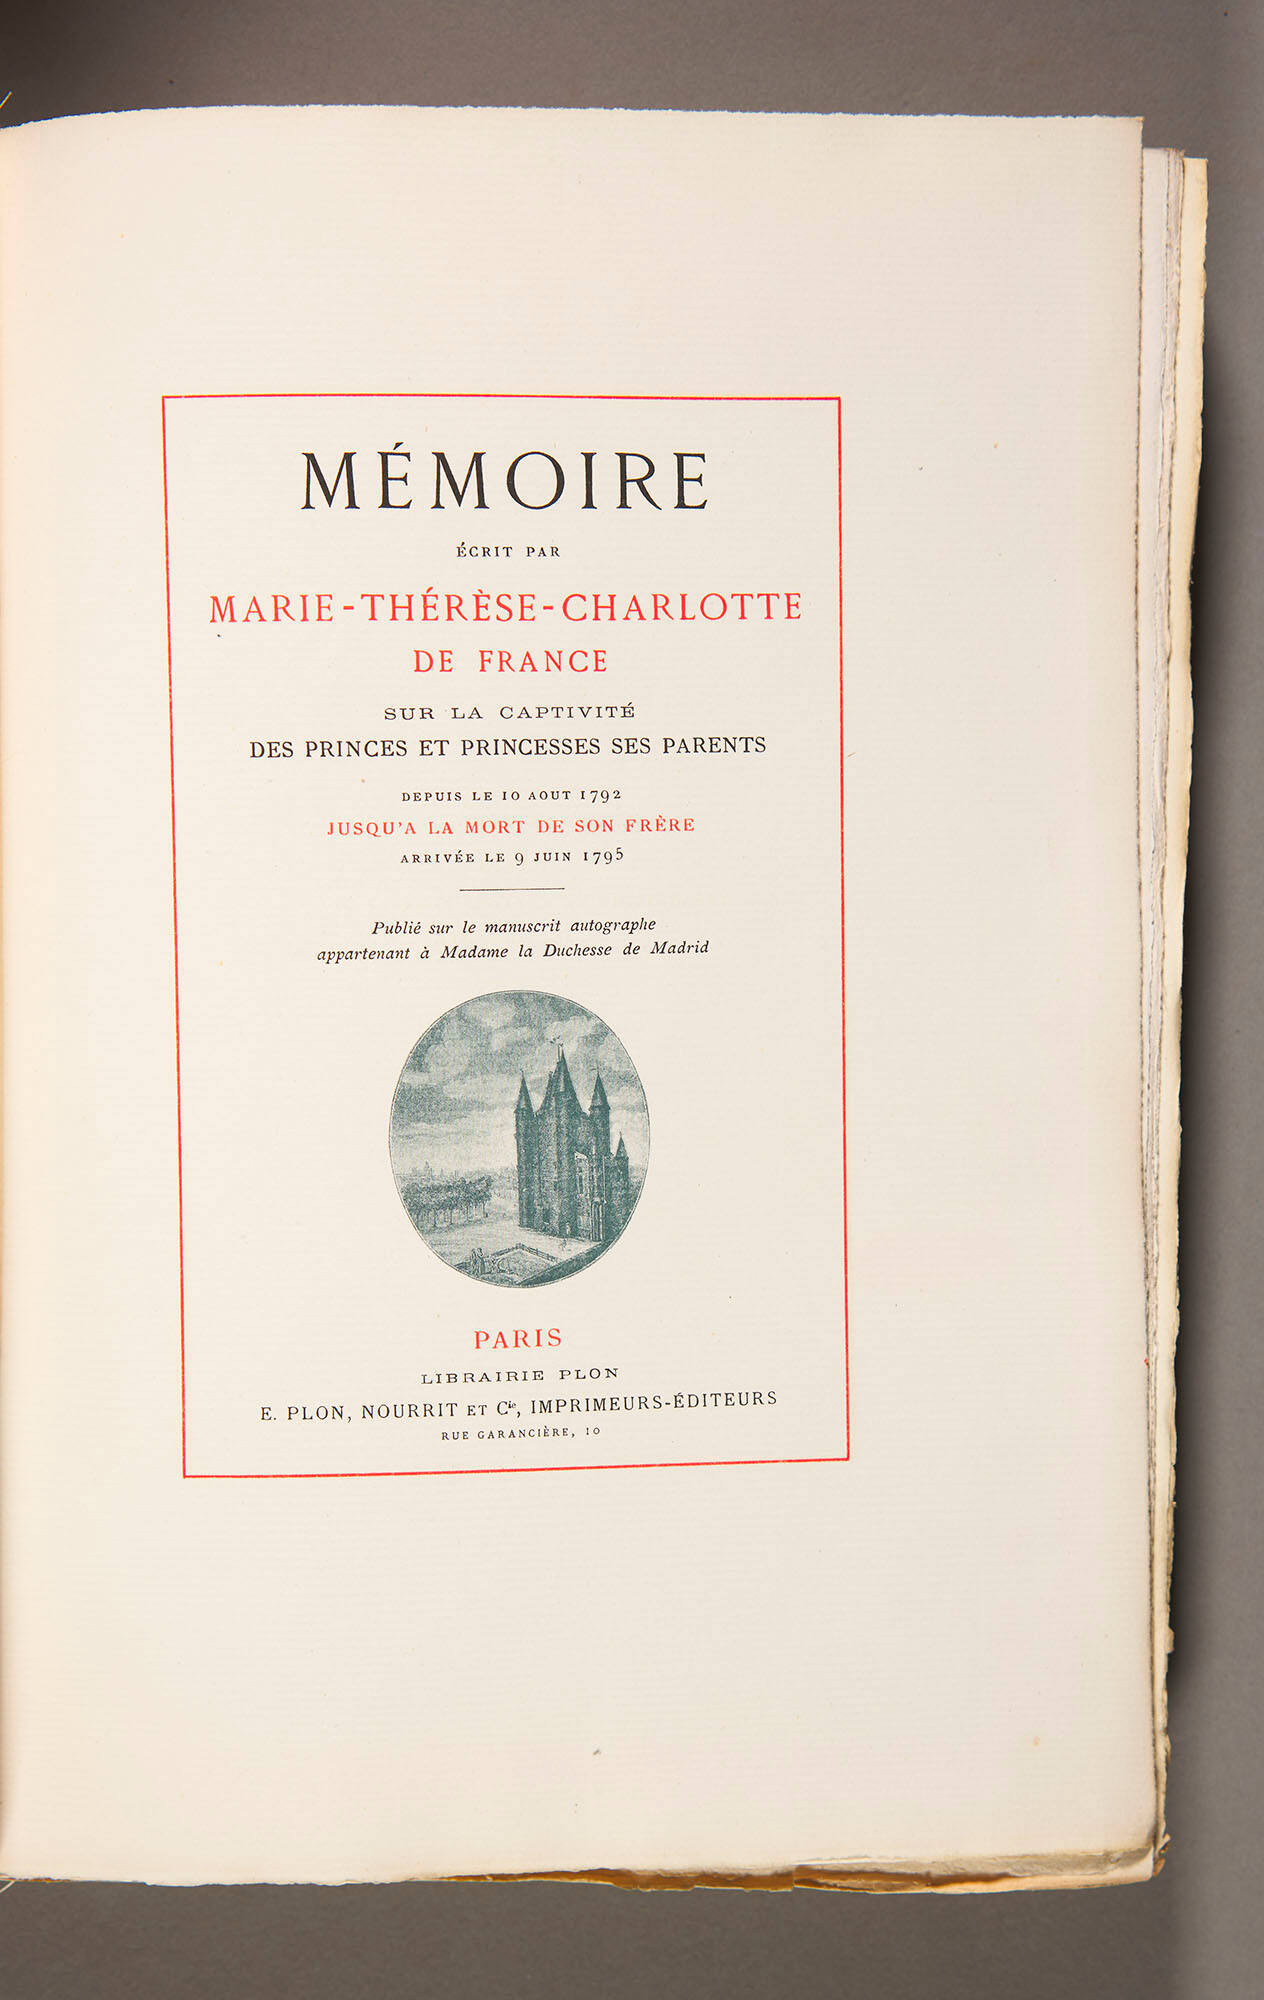 MÉMOIRE
ÉCRIT PAR
MARIE-THÉRÈSE-CHARLOTTE
DE FRANCE
SUR LA CAPTIVITÉ
DES PRINCES ET PRINCESSES SES PARENTS
DEPUIS LE 10 AOUT 1792
JUSQU'A LA MORT DE SON FRÈRE
ARRIVÉE LE 9 JUIN 1795
Publié sur le manuscrit autographe
appartenant à Madame la Duchesse de Madrid
PARIS
LIBRAIRIE PLON
E. PLON, NOURRIT ET Cie, IMPRIMEURS-ÉDITEURS
RUE GARANCIÈRE, 10